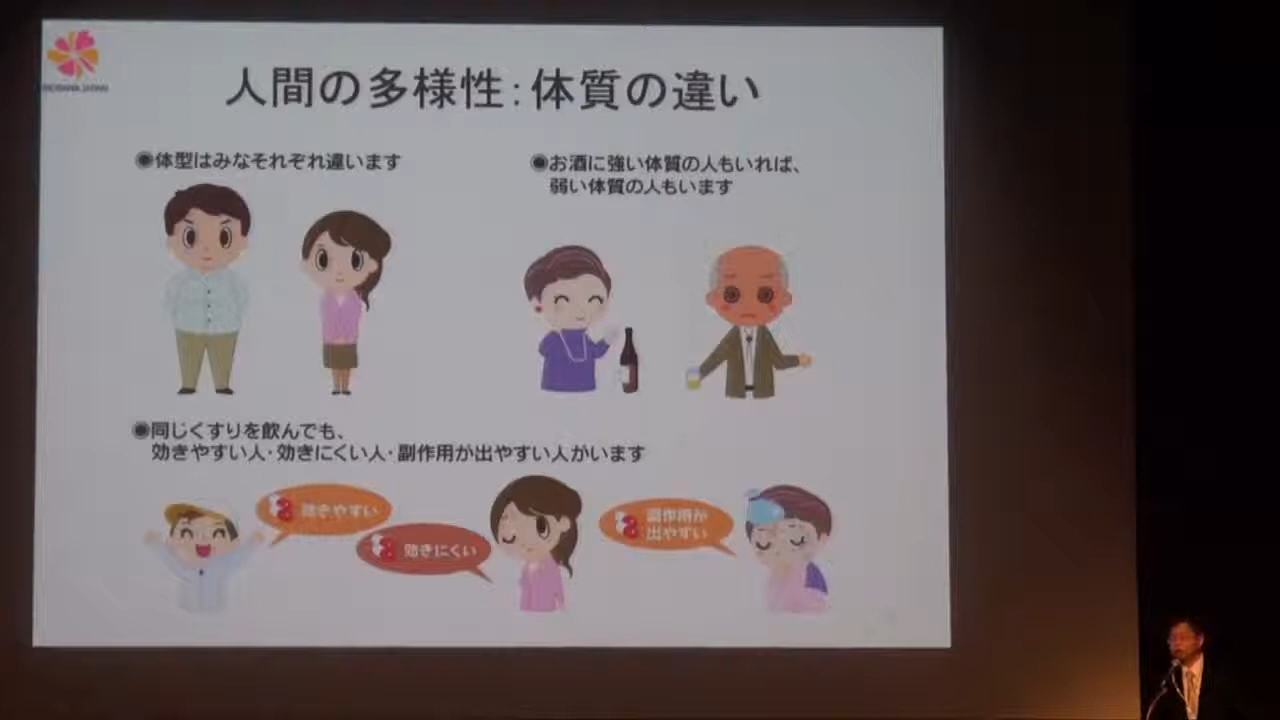 人間の多様性:体質の違い
◉体型はみなそれぞれ違います
◉お酒に強い体質の人もいれば、
弱い体質の人もいます
◉同じくすりを飲んでも、
効きやすい人・効きにくい人・副作用が出やすい人がいます
効きやすい
効きにくい
副作用が
出やすい